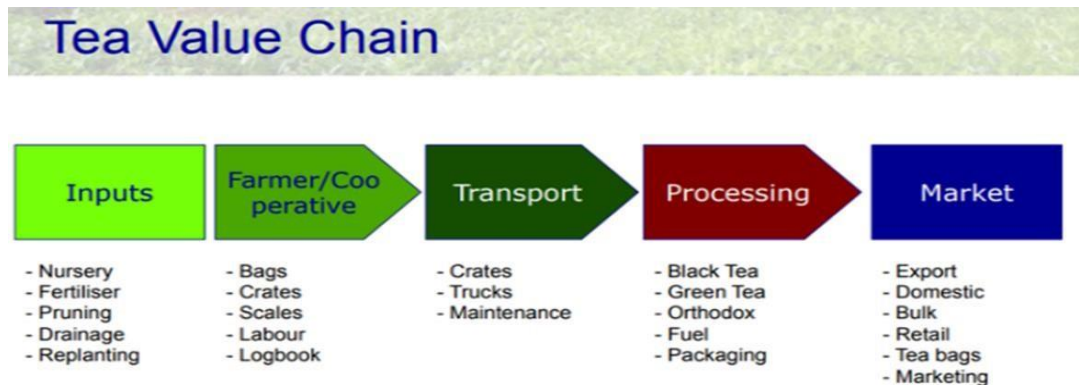 Tea Value Chain
Inputs
- Nursery
- Fertiliser
- Pruning
- Drainage
- Replanting
Farmer/Coo
perative
- Bags
- Crates
- Scales
- Labour
- Logbook
Transport
- Crates
- Trucks
- Maintenance
Processing
- Black Tea
- Green Tea
- Orthodox
- Fuel
- Packaging
Market
- Export
- Domestic
- Bulk
- Retail
- Tea bags
- Marketing